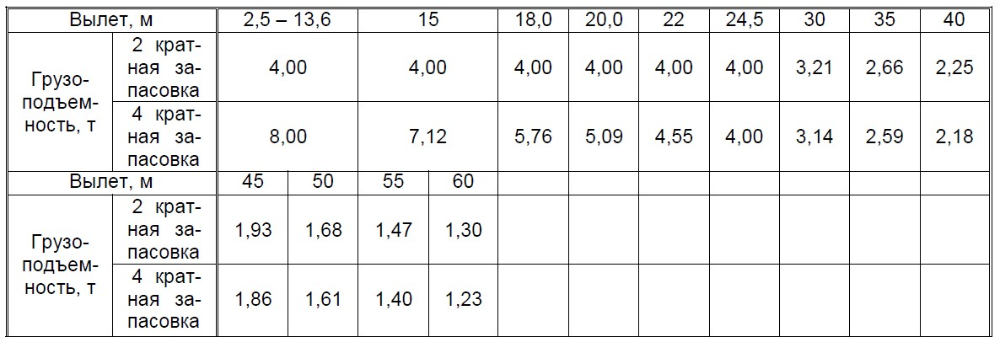 Вылет, м 2,5 – 13,6 15 18,0 20,0 22 24,5 30 35 40
Грузо-
подъем-
ность, т
2 крат-
ная за-
пасовка
4,00 4,00 4,00 4,00 4,00 4,00 3,21 2,66 2,25
4 крат-
ная за-
пасовка
8,00 7,12 5,76 5,09 4,55 4,00 3,14 2,59 2,18
Вылет, м 45 50 55 60
Грузо-
подъем-
ность, т
2 крат-
ная за-
пасовка
1,93 1,68 1,47 1,30
4 крат-
ная за-
пасовка
1,86 1,61 1,40 1,23